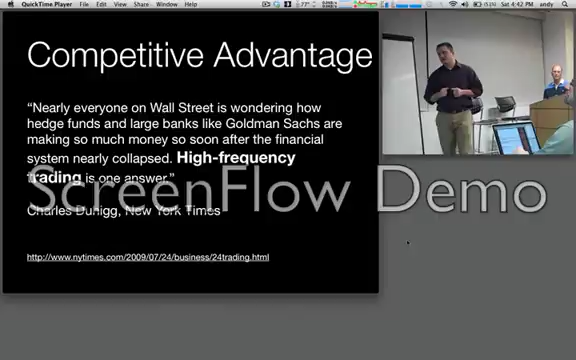 QuickTime Player File Edit View Share Window Help
Sat 4:42 PM andy
Competitive Advantage
“Nearly everyone on Wall Street is wondering how
hedge funds and large banks like Goldman Sachs are
making so much money so soon after the financial
system nearly collapsed. High-frequency
trading is one answer.”
ScreenFlow Demo
Charles Duhigg, New York Times
http://www.nytimes.com/2009/07/24/business/24trading.html